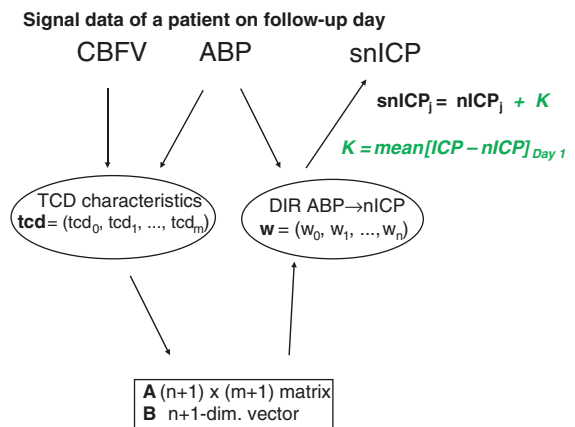 Signal data of a patient on follow-up day
CBFV ABP snICP
snICPj = nICPj + K
K = mean[ICP – nICP] Day 1
TCD characteristics
tcd = (tcd0, tcd1, ..., tcdm)
DIR ABP→nICP
w = (w0, w1, ...,wn)
A (n+1) x (m+1) matrix
B n+1-dim. vector